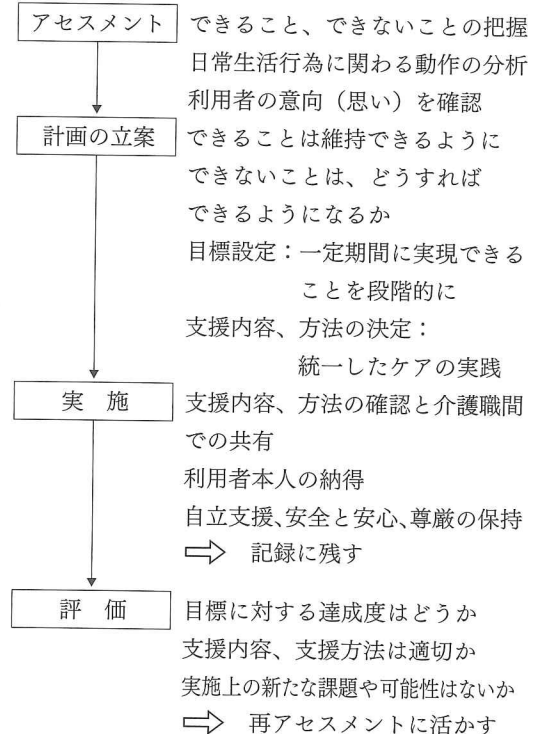 アセスメント できること、できないことの把握
日常生活行為に関わる動作の分析
利用者の意向（思い）を確認
計画の立案 できることは維持できるように
できないことは、どうすれば
できるようになるか
目標設定：一定期間に実現できる
ことを段階的に
支援内容、方法の決定：
統一したケアの実践
実　施 支援内容、方法の確認と介護職間
での共有
利用者本人の納得
自立支援、安全と安心、尊厳の保持
⇨ 記録に残す
評　価 目標に対する達成度はどうか
支援内容、支援方法は適切か
実施上の新たな課題や可能性はないか
⇨ 再アセスメントに活かす